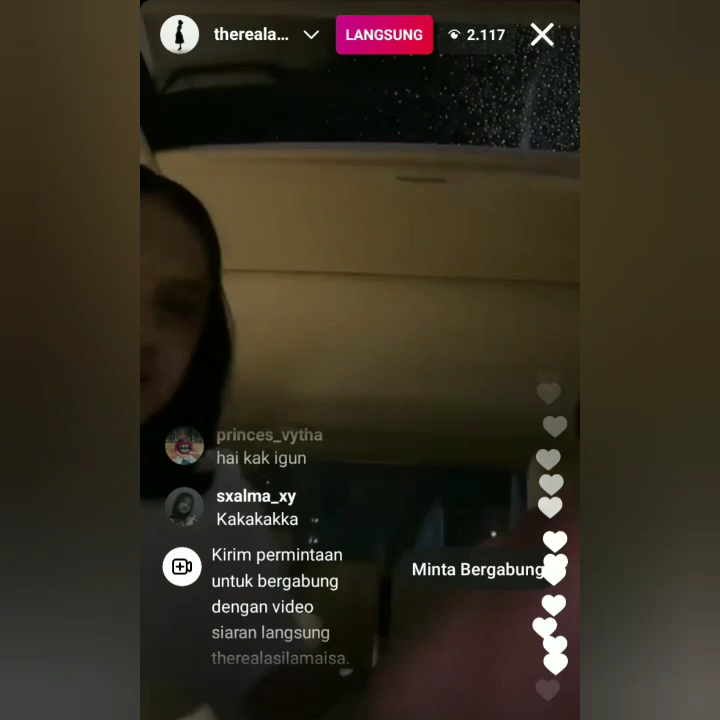 thereala... LANGSUNG 2.117
princes_vytha
hai kak igun
sxalma_xy
Kakakakka
Kirim permintaan
untuk bergabung
dengan video
siaran langsung
therealasilamaisa.
Minta Bergabung